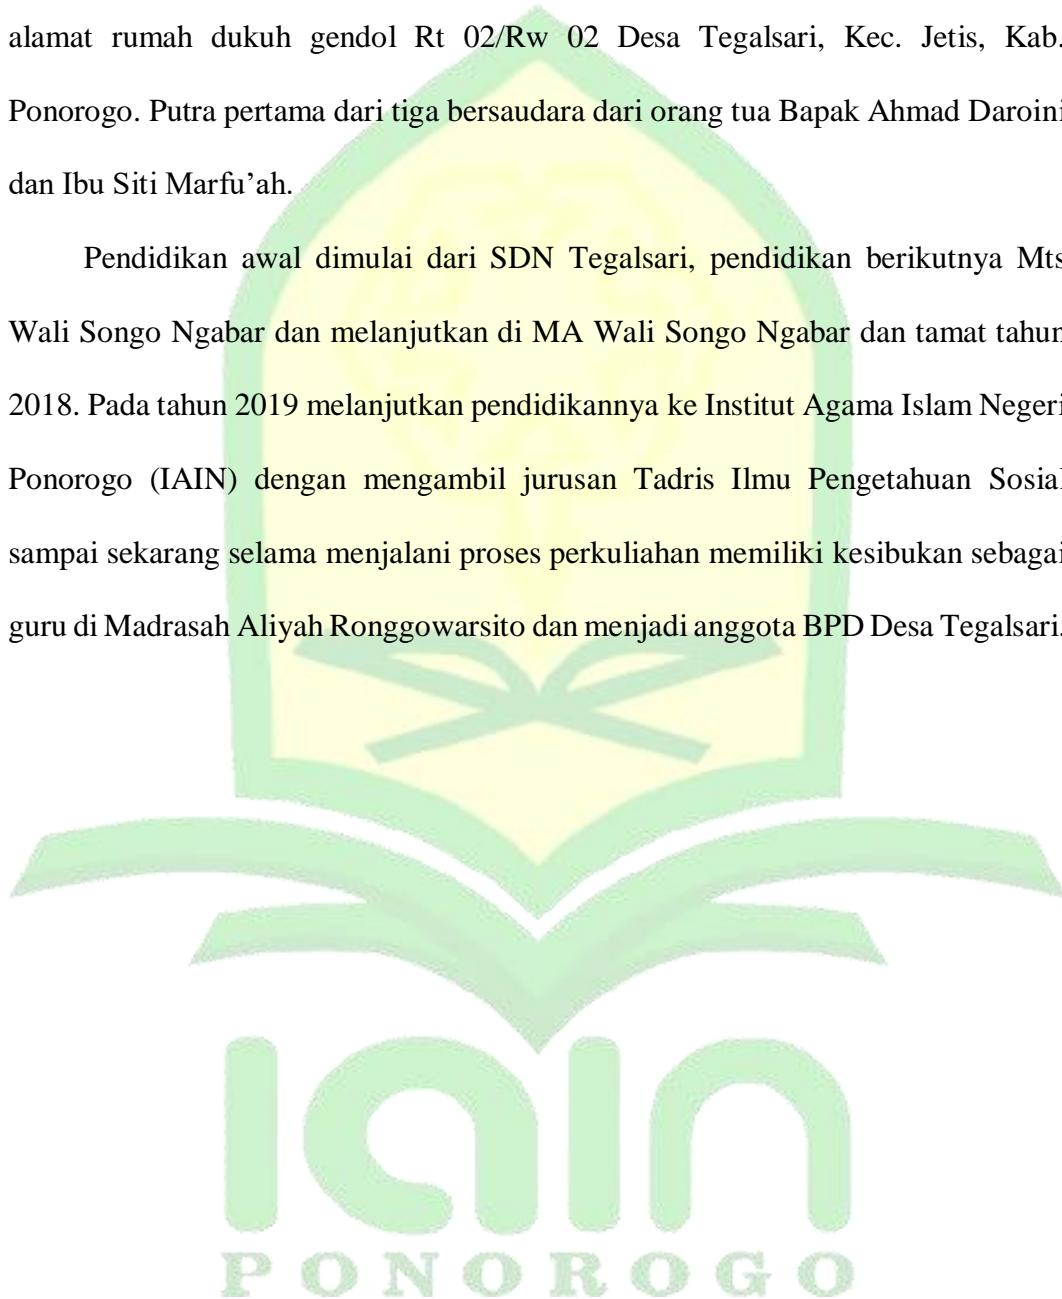 alamat rumah dukuh gendol Rt 02/Rw 02 Desa Tegalsari, Kec. Jetis, Kab.
Ponorogo. Putra pertama dari tiga bersaudara dari orang tua Bapak Ahmad Daroini
dan Ibu Siti Marfu’ah.
Pendidikan awal dimulai dari SDN Tegalsari, pendidikan berikutnya Mts
Wali Songo Ngabar dan melanjutkan di MA Wali Songo Ngabar dan tamat tahun
2018. Pada tahun 2019 melanjutkan pendidikannya ke Institut Agama Islam Negeri
Ponorogo (IAIN) dengan mengambil jurusan Tadris Ilmu Pengetahuan Sosial
sampai sekarang selama menjalani proses perkuliahan memiliki kesibukan sebagai
guru di Madrasah Aliyah Ronggowarsito dan menjadi anggota BPD Desa Tegalsari.
iain
PONOROGO